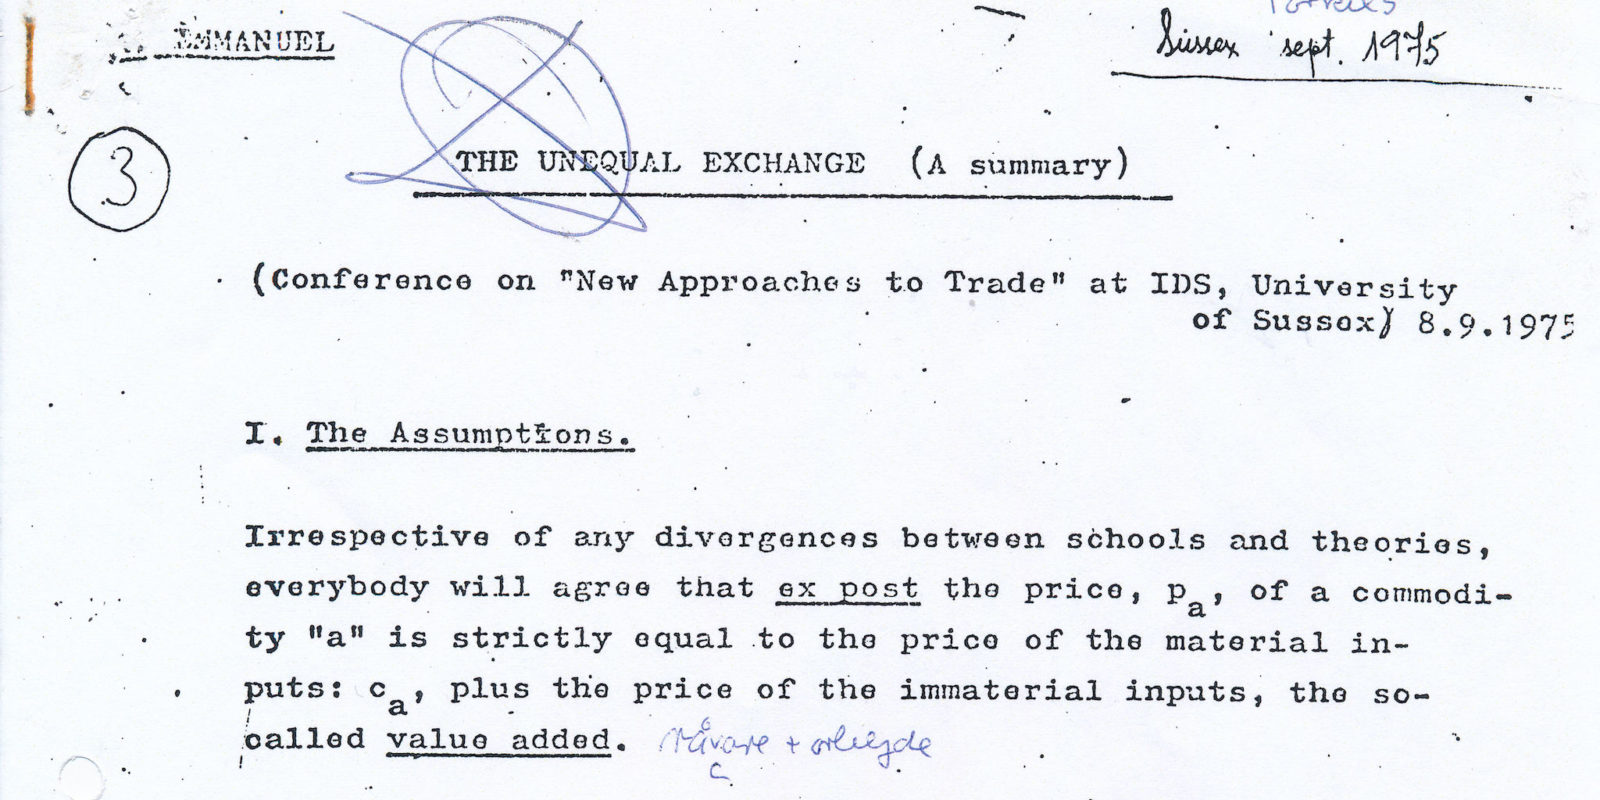 EMMANUEL
Sussex sept. 1975
3
THE UNEQUAL EXCHANGE (A summary)
(Conference on "New Approaches to Trade" at IDS, University
of Sussex) 8.9.1975
I. The Assumptions.
Irrespective of any divergences between schools and theories,
everybody will agree that ex post the price, pa, of a commodi-
ty "a" is strictly equal to the price of the material in-
puts: ca, plus the price of the immaterial inputs, the so-
called value added. råvare +
c